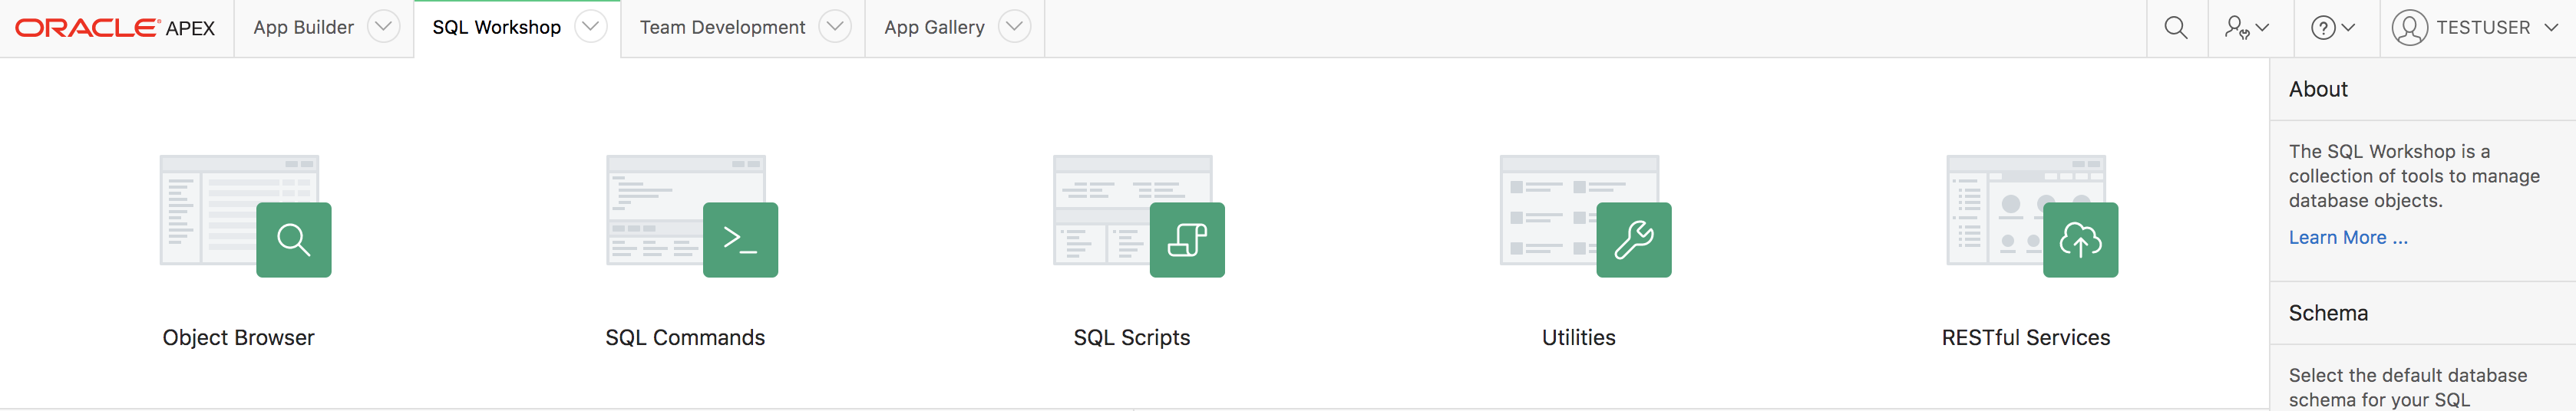 ORACLE APEX App Builder SQL Workshop Team Development App Gallery TESTUSER
Object Browser SQL Commands SQL Scripts Utilities RESTful Services
About
The SQL Workshop is a
collection of tools to manage
database objects.
Learn More ...
Schema
Select the default database
schema for your SQL